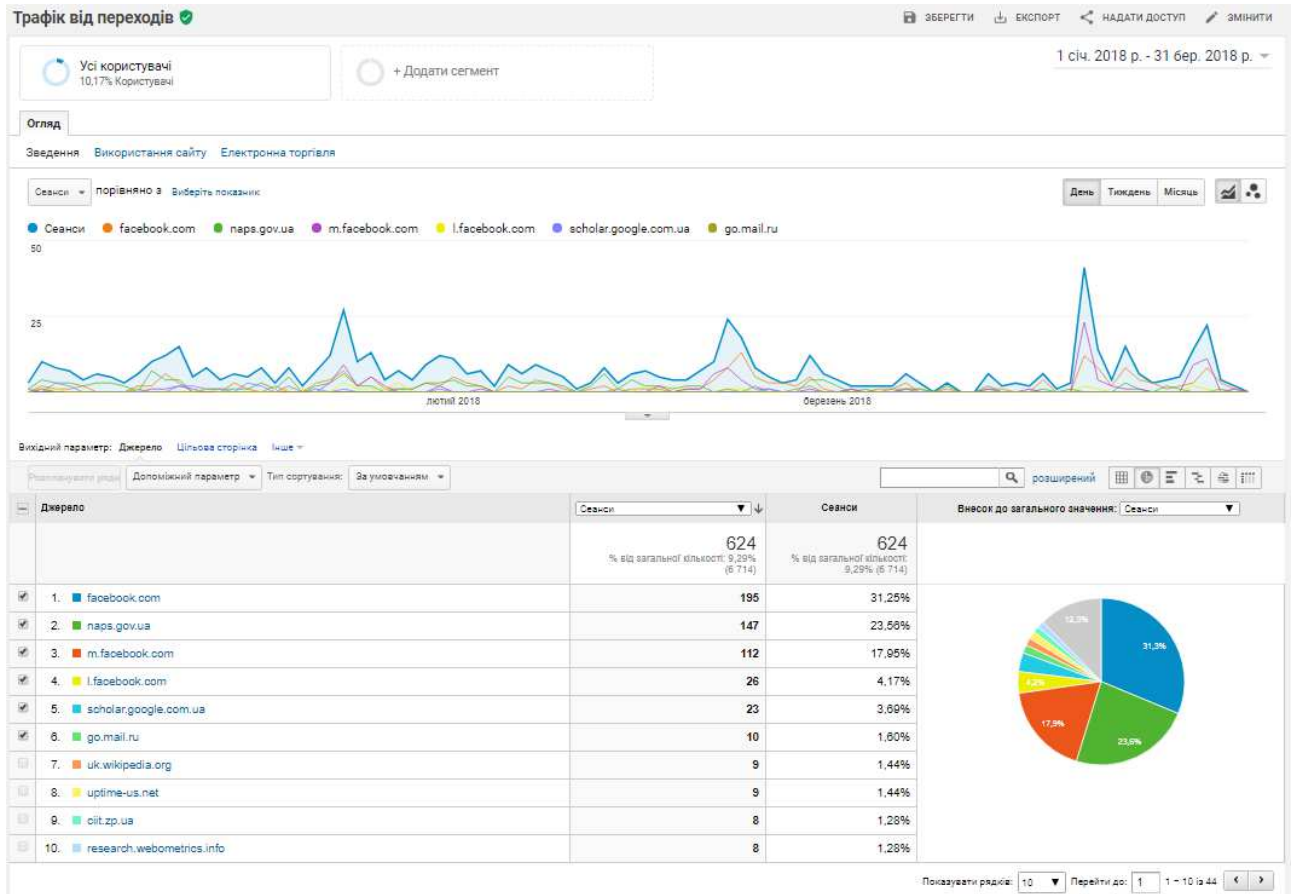 Трафік від переходів
ЗБЕРЕГТИ ЕКСПОРТ НАДАТИ ДОСТУП ЗМІНИТИ
Усі користувачі
10,17% Користувачі
+ Додати сегмент
1 січ. 2018 р. - 31 бер. 2018 р.
Огляд
Зведення Використання сайту Електронна торгівля
Сеанси порівняно з Виберіть показник
День Тиждень Місяць
Сеанси facebook.com naps.gov.ua m.facebook.com l.facebook.com scholar.google.com.ua go.mail.ru
50
25
лютий 2018 березень 2018
Вихідний параметр: Джерело Цільова сторінка Інше
Розпланувати ряди Допоміжний параметр Тип сортування: За умовчанням розширений
Джерело Сеанси Сеанси Внесок до загального значення: Сеанси
624 624
% від загальної кількості: 9,29% % від загальної кількості:
(6 714) 9,29% (6 714)
1. facebook.com 195 31,25%
2. naps.gov.ua 147 23,56%
3. m.facebook.com 112 17,95%
4. l.facebook.com 26 4,17%
5. scholar.google.com.ua 23 3,69%
6. go.mail.ru 10 1,60%
7. uk.wikipedia.org 9 1,44%
8. uptime-us.net 9 1,44%
9. ciit.zp.ua 8 1,28%
10. research.webometrics.info 8 1,28%
12,3%
31,3%
4,2%
17,9%
23,6%
Показувати рядків: 10 Перейти до: 1 1 – 10 із 44